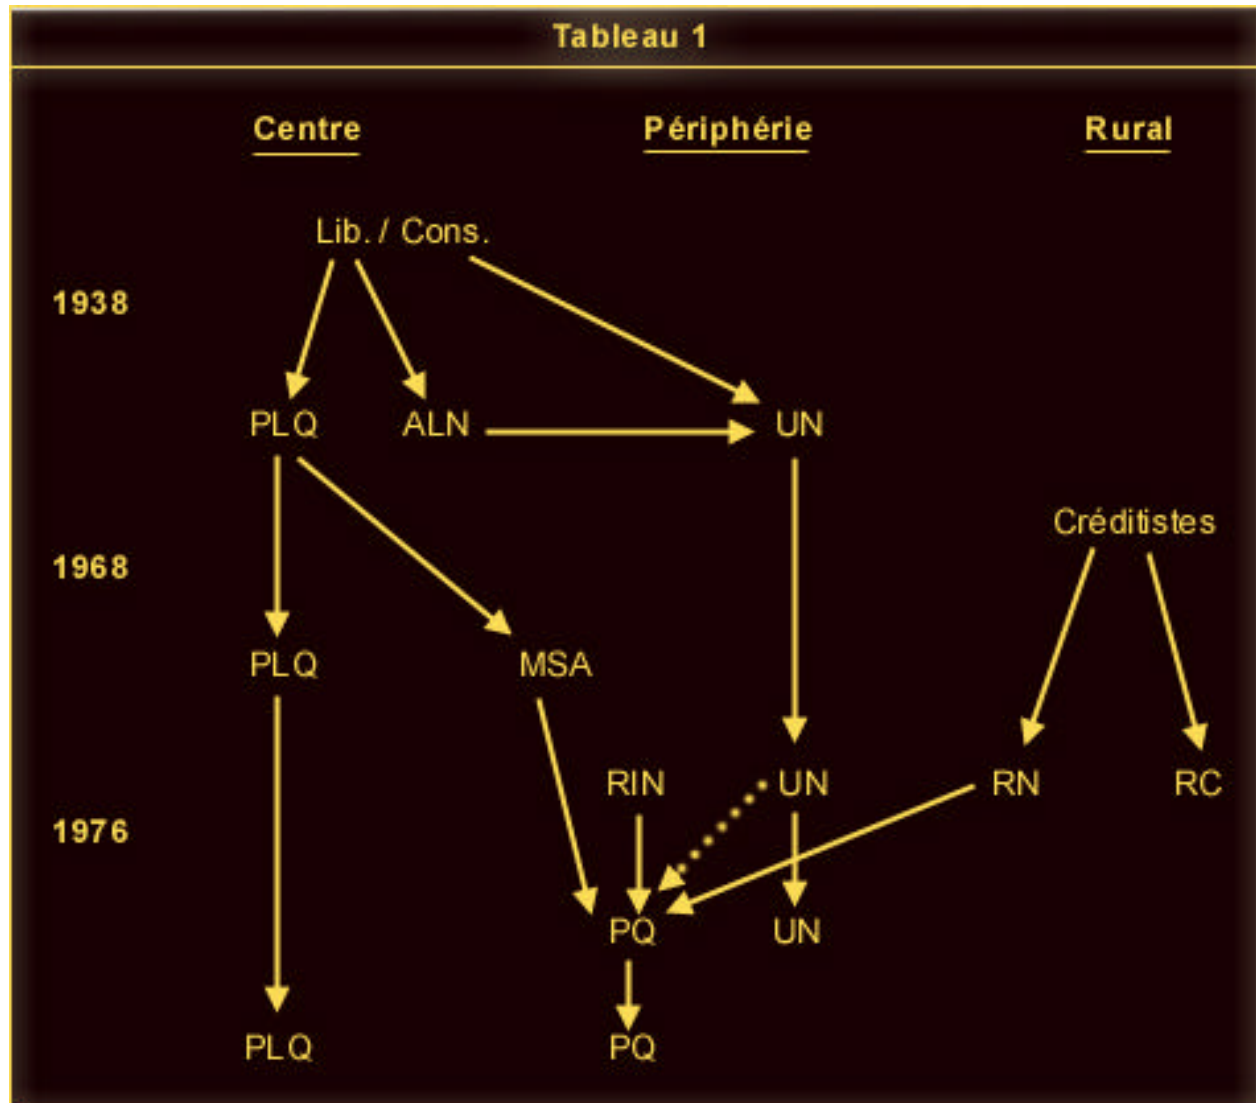 Tableau 1
Centre Périphérie Rural
Lib. / Cons.
1938
PLQ ALN UN
Créditistes
1968
PLQ MSA
RIN UN RN RC
1976
PQ UN
PLQ PQ